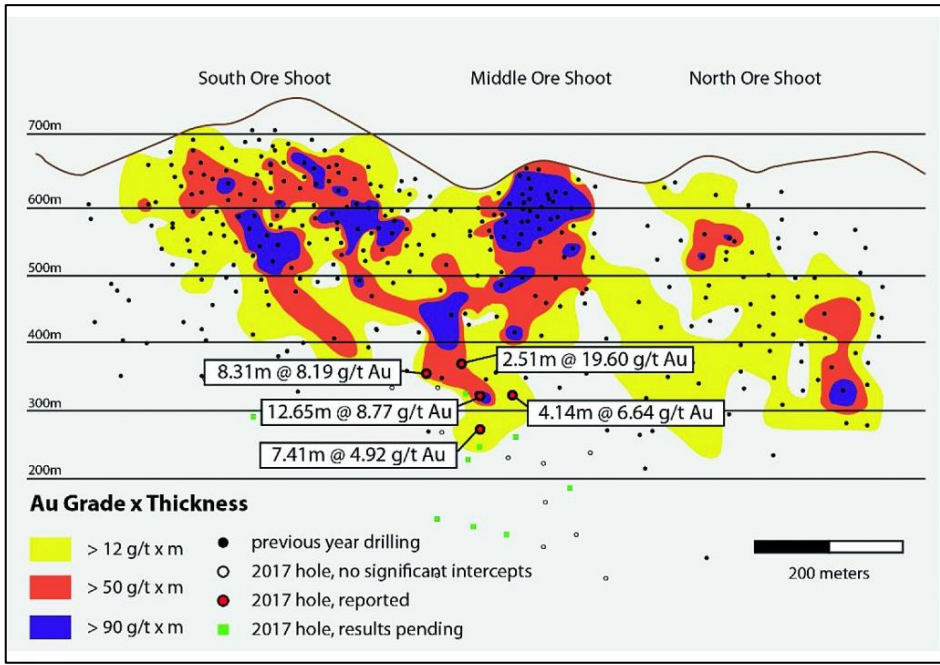 South Ore Shoot
Middle Ore Shoot
North Ore Shoot
700m
600m
500m
400m
300m
200m
8.31m @ 8.19 g/t Au
2.51m @ 19.60 g/t Au
12.65m @ 8.77 g/t Au
4.14m @ 6.64 g/t Au
7.41m @ 4.92 g/t Au
Au Grade x Thickness
> 12 g/t x m
> 50 g/t x m
> 90 g/t x m
previous year drilling
2017 hole, no significant intercepts
2017 hole, reported
2017 hole, results pending
200 meters